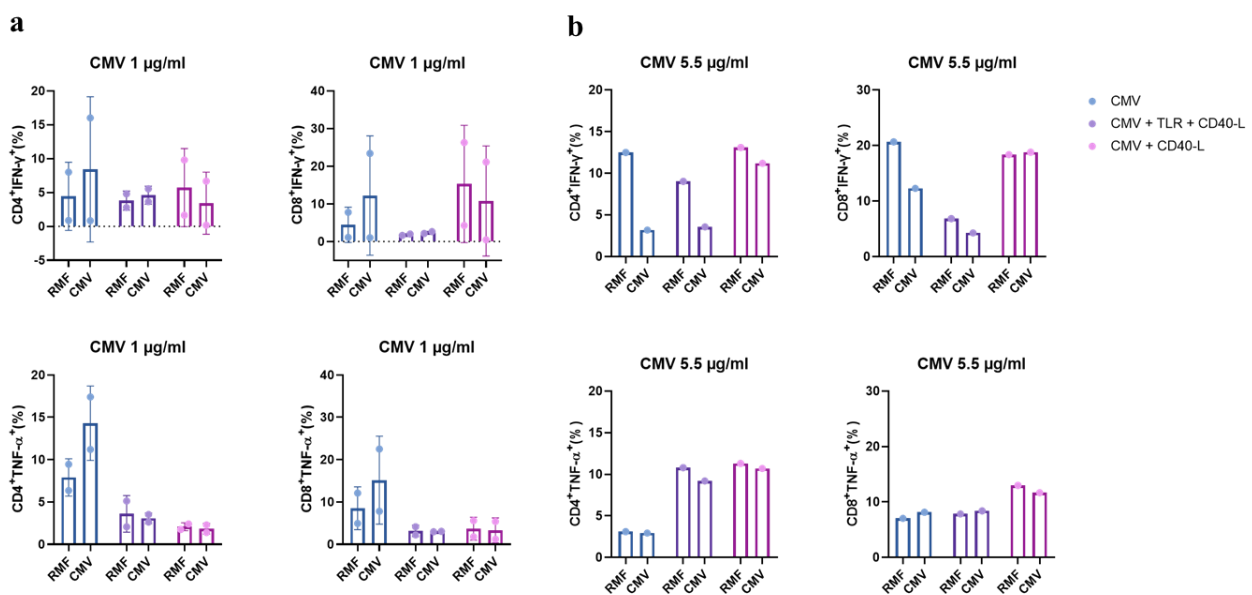 a
b
CMV 1 µg/ml
CMV 1 µg/ml
CMV 5.5 µg/ml
CMV 5.5 µg/ml
CD4⁺IFN-γ⁺(%)
20
15
10
5
0
-5
RMF
CMV
RMF
CMV
RMF
CMV
CD8⁺IFN-γ⁺(%)
40
30
20
10
0
RMF
CMV
RMF
CMV
RMF
CMV
CD4⁺IFN-γ⁺(%)
20
15
10
5
0
RMF
CMV
RMF
CMV
RMF
CMV
CD8⁺IFN-γ⁺(%)
30
20
10
0
RMF
CMV
RMF
CMV
RMF
CMV
CMV
CMV + TLR + CD40-L
CMV + CD40-L
CMV 1 µg/ml
CMV 1 µg/ml
CMV 5.5 µg/ml
CMV 5.5 µg/ml
CD4⁺TNF-α⁺(%)
20
15
10
5
0
RMF
CMV
RMF
CMV
RMF
CMV
CD8⁺TNF-α⁺(%)
40
30
20
10
0
RMF
CMV
RMF
CMV
RMF
CMV
CD4⁺TNF-α⁺(%)
20
15
10
5
0
RMF
CMV
RMF
CMV
RMF
CMV
CD8⁺TNF-α⁺(%)
30
20
10
0
RMF
CMV
RMF
CMV
RMF
CMV